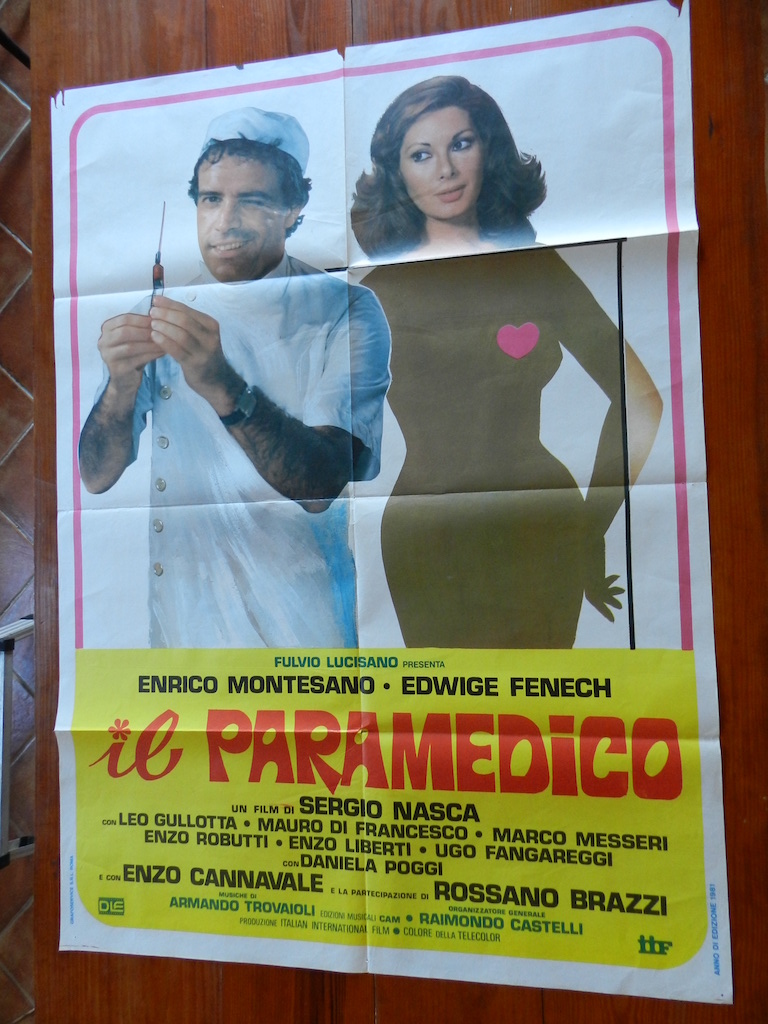 FULVIO LUCISANO PRESENTA
ENRICO MONTESANO • EDWIGE FENECH
il PARAMEDICO
UN FILM DI SERGIO NASCA
CON LEO GULLOTTA • MAURO DI FRANCESCO • MARCO MESSERI
ENZO ROBUTTI • ENZO LIBERTI • UGO FANGAREGGI
CON DANIELA POGGI
E CON ENZO CANNAVALE E LA PARTECIPAZIONE DI ROSSANO BRAZZI
MUSICHE DI ARMANDO TROVAIOLI EDIZIONI MUSICALI CAM • ORGANIZZATORE GENERALE RAIMONDO CASTELLI
PRODUZIONE ITALIAN INTERNATIONAL FILM • COLORE DELLA TELECOLOR
DLE
iiF
ANNO DI EDIZIONE 1981